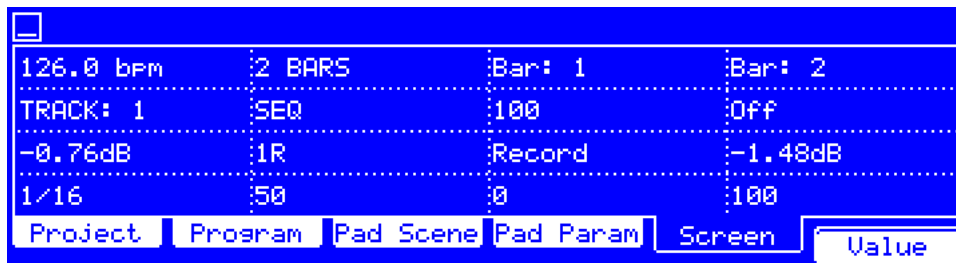 126.0 bpm 2 BARS Bar: 1 Bar: 2
TRACK: 1 SEQ 100 Off
-0.76dB 1R Record -1.48dB
1/16 50 0 100
Project Program Pad Scene Pad Param Screen Value